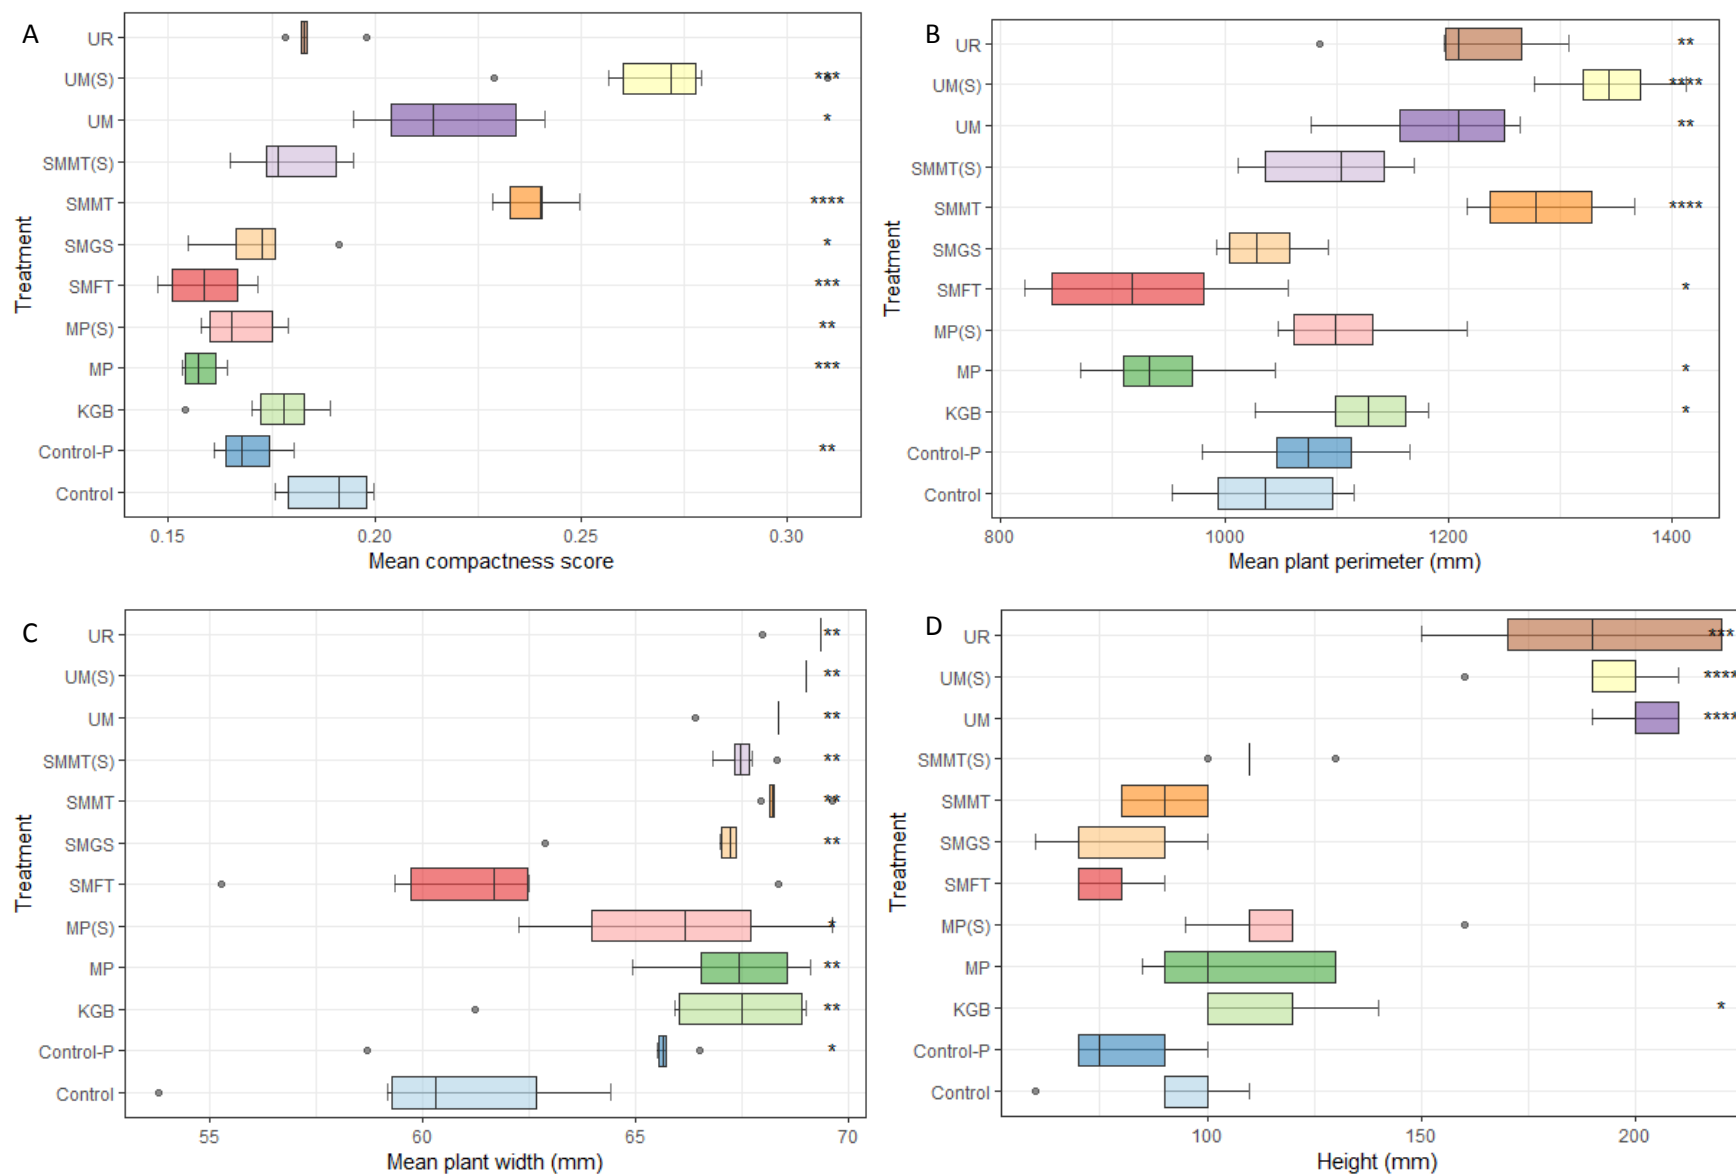 A
Treatment
UR
UM(S) ***
UM *
SMMT(S)
SMMT ****
SMGS *
SMFT ***
MP(S) **
MP ***
KGB
Control-P **
Control
0.15 0.20 0.25 0.30
Mean compactness score
B
Treatment
UR **
UM(S) ****
UM **
SMMT(S)
SMMT ****
SMGS
SMFT *
MP(S)
MP *
KGB *
Control-P
Control
800 1000 1200 1400
Mean plant perimeter (mm)
C
Treatment
UR **
UM(S) **
UM **
SMMT(S) **
SMMT **
SMGS **
SMFT
MP(S) *
MP **
KGB **
Control-P *
Control
55 60 65 70
Mean plant width (mm)
D
Treatment
UR ***
UM(S) ****
UM ****
SMMT(S)
SMMT
SMGS
SMFT
MP(S)
MP
KGB *
Control-P
Control
100 150 200
Height (mm)